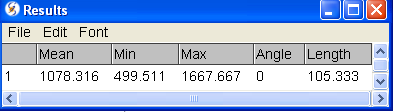 Results
File Edit Font
Mean Min Max Angle Length
1 1078.316 499.511 1667.667 0 105.333